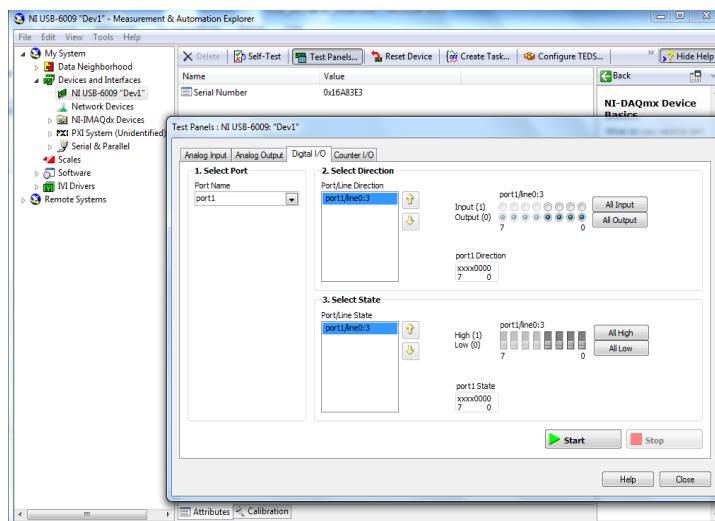 NI USB-6009 "Dev1" - Measurement & Automation Explorer
File Edit View Tools Help
My System
Data Neighborhood
Devices and Interfaces
NI USB-6009 "Dev1"
Network Devices
NI-IMAQdx Devices
PXI PXI System (Unidentified)
Serial & Parallel
Scales
Software
IVI Drivers
Remote Systems
Delete Self-Test Test Panels... Reset Device Create Task... Configure TEDS... » Hide Help
Name Value
Serial Number 0x16A83E3
Back
NI-DAQmx Device
Basics
Test Panels : NI USB-6009: "Dev1"
Analog Input Analog Output Digital I/O Counter I/O
1. Select Port
Port Name
port1
2. Select Direction
Port/Line Direction
port1/line0:3
port1/line0:3
Input (1)
Output (0)
7 0
All Input
All Output
port1 Direction
xxxx0000
7 0
3. Select State
Port/Line State
port1/line0:3
port1/line0:3
High (1)
Low (0)
7 0
All High
All Low
port1 State
xxxx0000
7 0
Start Stop
Help Close
Attributes Calibration